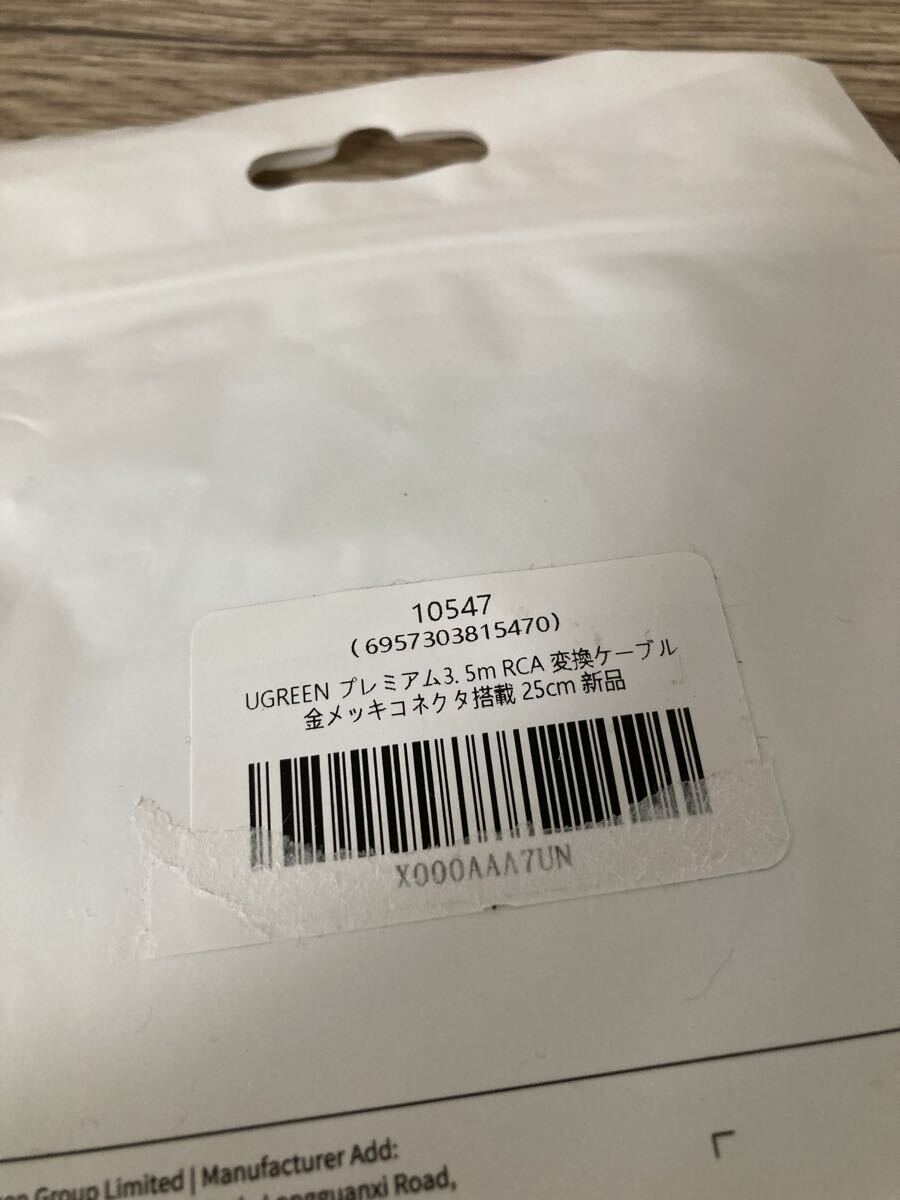 10547
(6957303815470)
UGREEN プレミアム3.5m RCA 変換ケーブル
金メッキコネクタ搭載 25cm 新品
X000AAA7UN
Group Limited | Manufacturer Add:
Longguanxi Road,